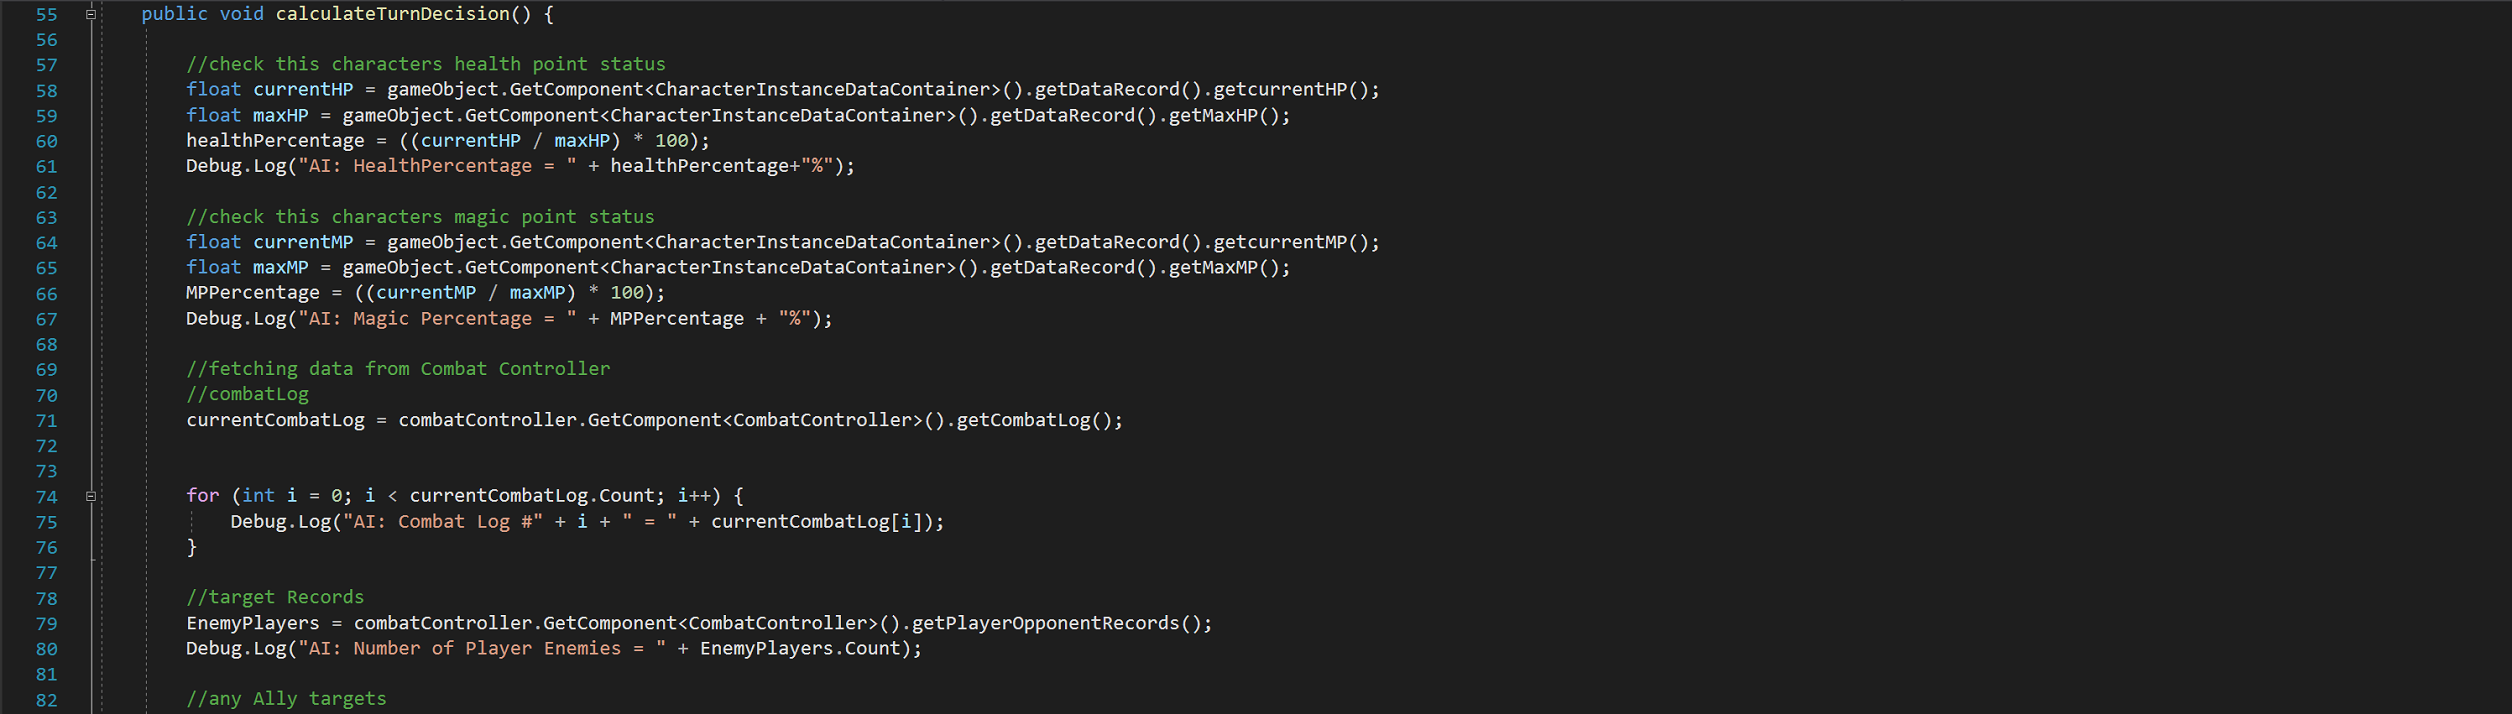 55 public void calculateTurnDecision() {
56
57 //check this characters health point status
58 float currentHP = gameObject.GetComponent<CharacterInstanceDataContainer>().getDataRecord().getcurrentHP();
59 float maxHP = gameObject.GetComponent<CharacterInstanceDataContainer>().getDataRecord().getMaxHP();
60 healthPercentage = ((currentHP / maxHP) * 100);
61 Debug.Log("AI: HealthPercentage = " + healthPercentage+"%");
62
63 //check this characters magic point status
64 float currentMP = gameObject.GetComponent<CharacterInstanceDataContainer>().getDataRecord().getcurrentMP();
65 float maxMP = gameObject.GetComponent<CharacterInstanceDataContainer>().getDataRecord().getMaxMP();
66 MPPercentage = ((currentMP / maxMP) * 100);
67 Debug.Log("AI: Magic Percentage = " + MPPercentage + "%");
68
69 //fetching data from Combat Controller
70 //combatLog
71 currentCombatLog = combatController.GetComponent<CombatController>().getCombatLog();
72
73
74 for (int i = 0; i < currentCombatLog.Count; i++) {
75 Debug.Log("AI: Combat Log #" + i + " = " + currentCombatLog[i]);
76 }
77
78 //target Records
79 EnemyPlayers = combatController.GetComponent<CombatController>().getPlayerOpponentRecords();
80 Debug.Log("AI: Number of Player Enemies = " + EnemyPlayers.Count);
81
82 //any Ally targets